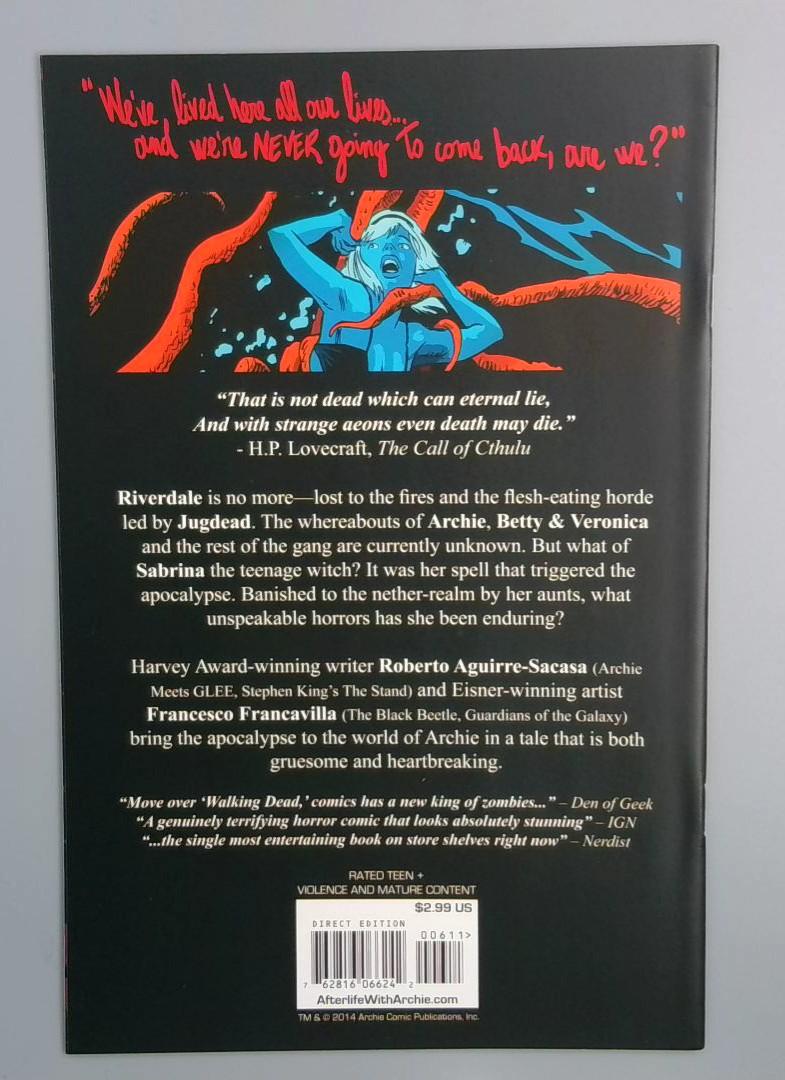 "We've lived here all our lives...
and we're NEVER going to come back, are we?"
"That is not dead which can eternal lie,
And with strange aeons even death may die."
- H.P. Lovecraft, The Call of Cthulu
Riverdale is no more—lost to the fires and the flesh-eating horde
led by Jugdead. The whereabouts of Archie, Betty & Veronica
and the rest of the gang are currently unknown. But what of
Sabrina the teenage witch? It was her spell that triggered the
apocalypse. Banished to the nether-realm by her aunts, what
unspeakable horrors has she been enduring?
Harvey Award-winning writer Roberto Aguirre-Sacasa (Archie
Meets GLEE, Stephen King's The Stand) and Eisner-winning artist
Francesco Francavilla (The Black Beetle, Guardians of the Galaxy)
bring the apocalypse to the world of Archie in a tale that is both
gruesome and heartbreaking.
"Move over 'Walking Dead,' comics has a new king of zombies..." – Den of Geek
"A genuinely terrifying horror comic that looks absolutely stunning" – IGN
"...the single most entertaining book on store shelves right now" – Nerdist
RATED TEEN +
VIOLENCE AND MATURE CONTENT
$2.99 US
DIRECT EDITION
00611>
7 62816 06624 2
AfterlifeWithArchie.com
TM & © 2014 Archie Comic Publications, Inc.